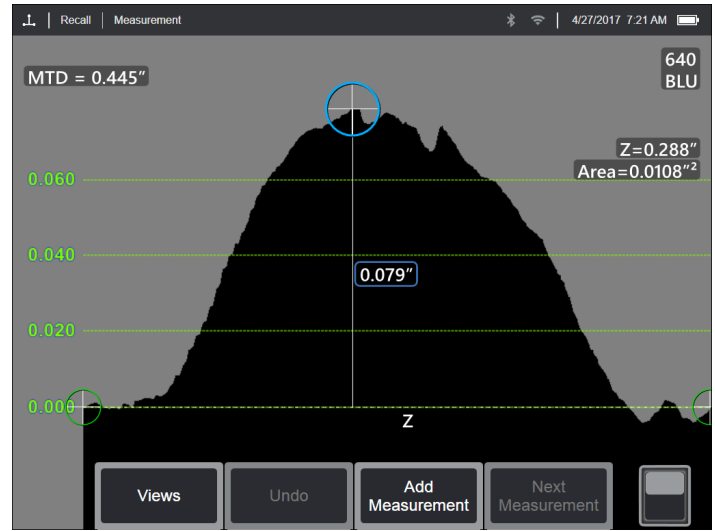 Recall Measurement 4/27/2017 7:21 AM
MTD = 0.445″
640
BLU
Z=0.288″
Area=0.0108″²
0.060
0.040
0.079″
0.020
0.000
Z
Views Undo Add Measurement Next Measurement